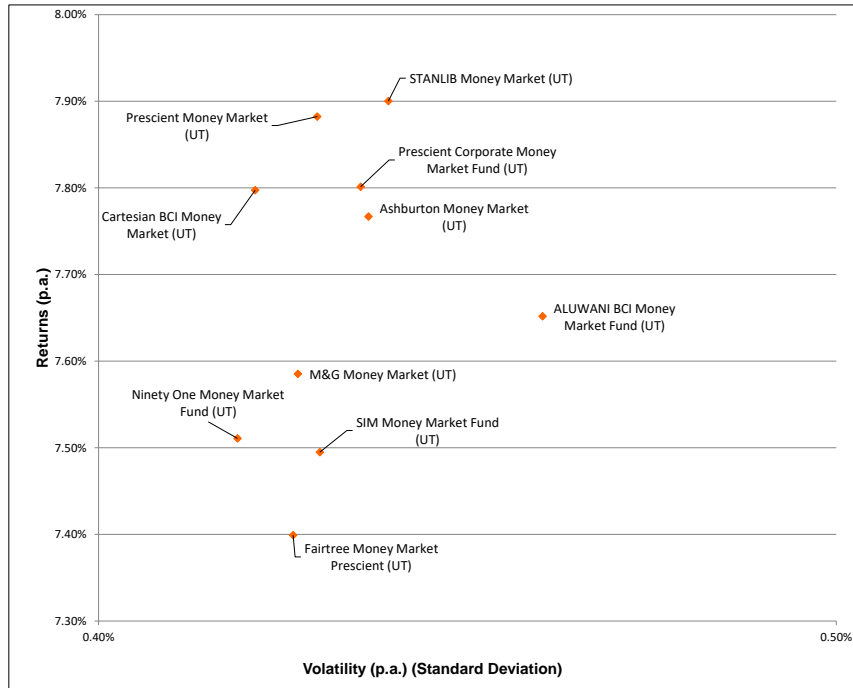 8.00%
STANLIB Money Market (UT)
7.90%
Prescient Money Market
(UT)
Prescient Corporate Money
Market Fund (UT)
7.80%
Cartesian BCI Money
Market (UT)
Ashburton Money Market
(UT)
7.70%
ALUWANI BCI Money
Market Fund (UT)
Returns (p.a.)
7.60%
M&G Money Market (UT)
Ninety One Money Market
Fund (UT)
SIM Money Market Fund
(UT)
7.50%
7.40%
Fairtree Money Market
Prescient (UT)
7.30%
0.40%
0.50%
Volatility (p.a.) (Standard Deviation)